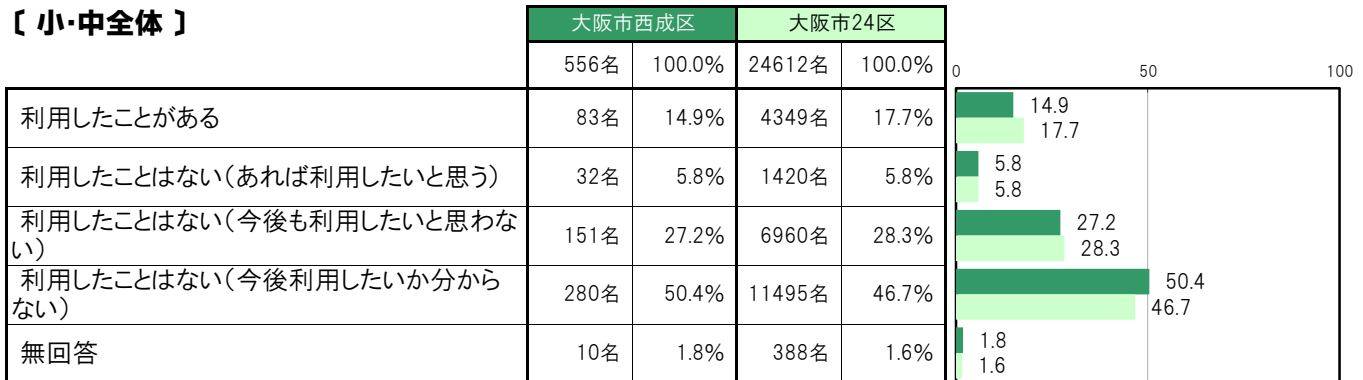 〔 小・中全体 〕
大阪市西成区 大阪市24区
556名 100.0% 24612名 100.0%
0 50 100
利用したことがある 83名 14.9% 4349名 17.7%
14.9
17.7
利用したことはない（あれば利用したいと思う） 32名 5.8% 1420名 5.8%
5.8
5.8
利用したことはない（今後も利用したいと思わな
い） 151名 27.2% 6960名 28.3%
27.2
28.3
利用したことはない（今後利用したいか分から
ない） 280名 50.4% 11495名 46.7%
50.4
46.7
無回答 10名 1.8% 388名 1.6%
1.8
1.6